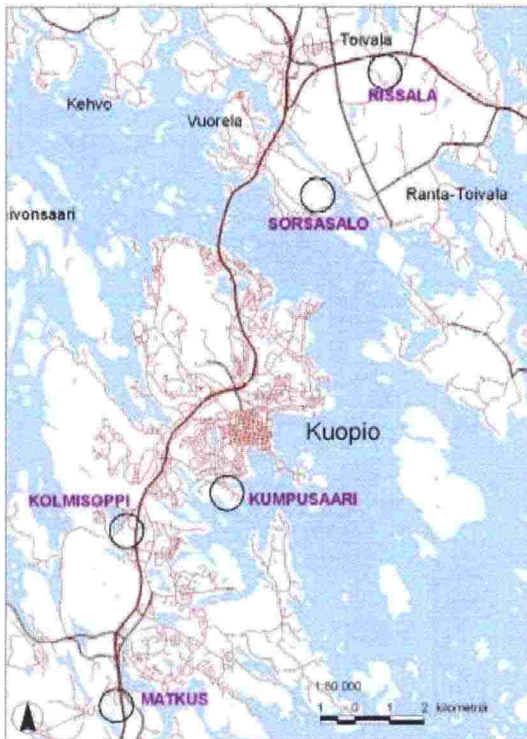 Toivala
RISSALA
Kehvo
Vuorela
Ranta-Toivala
ivonsaari
SORSASALO
Kuopio
KOLMISOPPI
KUMPUSAARI
MATKUS
1:60 000
1 0 1 2 kilometriä